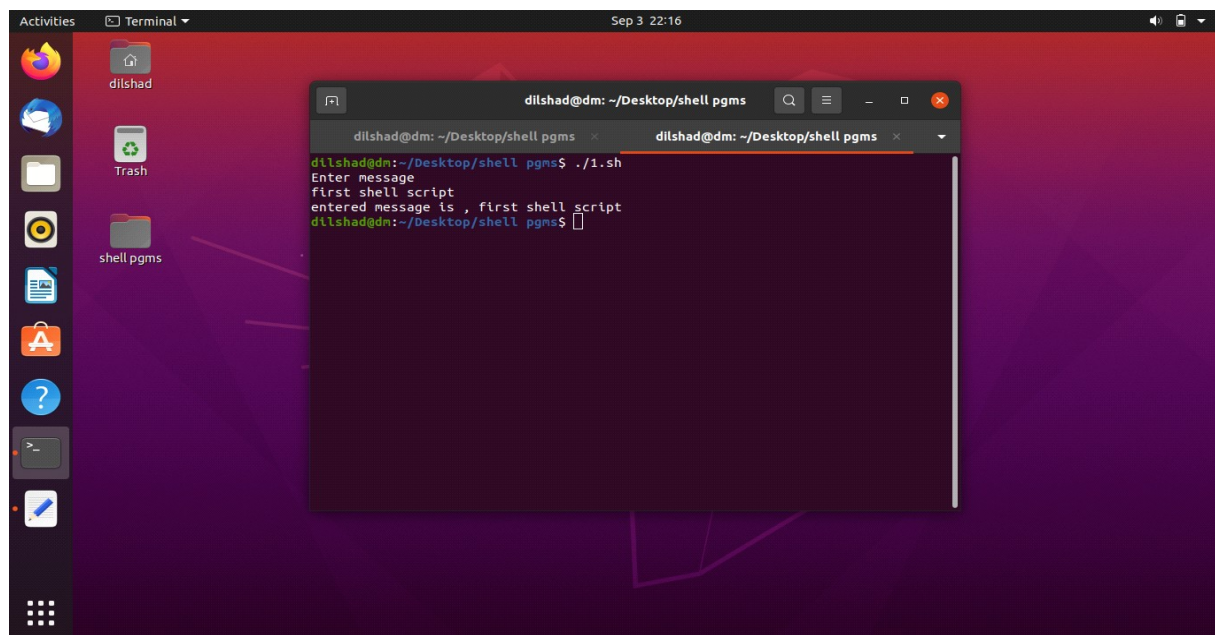 Activities Terminal Sep 3 22:16
dilshad
Trash
shell pgms
dilshad@dm: ~/Desktop/shell pgms
dilshad@dm: ~/Desktop/shell pgms dilshad@dm: ~/Desktop/shell pgms
dilshad@dm:~/Desktop/shell pgms$ ./1.sh
Enter message
first shell script
entered message is , first shell script
dilshad@dm:~/Desktop/shell pgms$